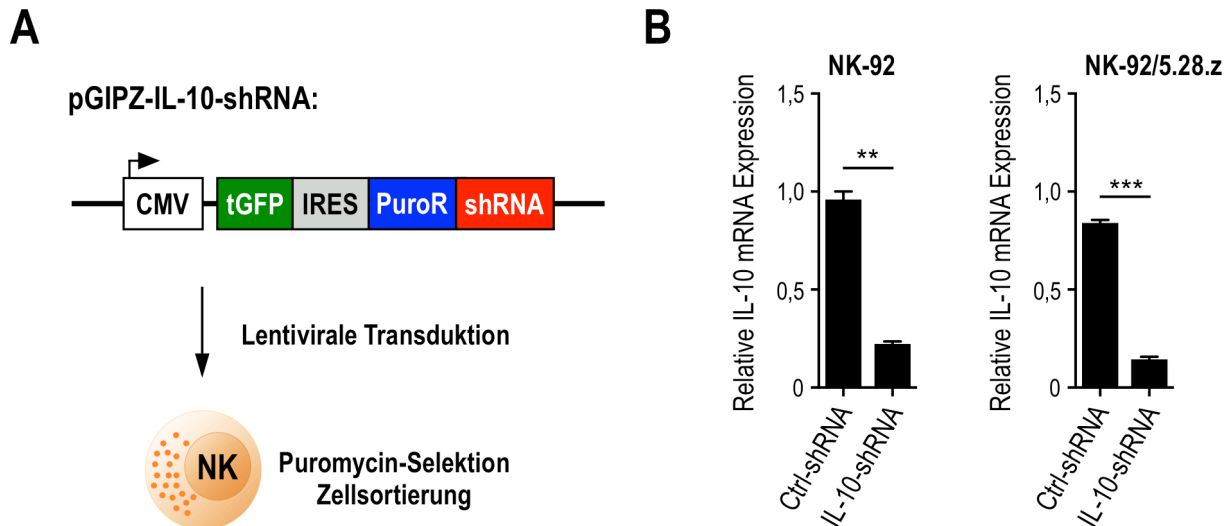 A
pGIPZ-IL-10-shRNA:
CMV
tGFP
IRES
PuroR
shRNA
Lentivirale Transduktion
NK
Puromycin-Selektion
Zellsortierung
B
NK-92
Relative IL-10 mRNA Expression
1,5
1,0
0,5
0
**
Ctrl-shRNA
IL-10-shRNA
NK-92/5.28.z
Relative IL-10 mRNA Expression
1,5
1,0
0,5
0
***
Ctrl-shRNA
IL-10-shRNA